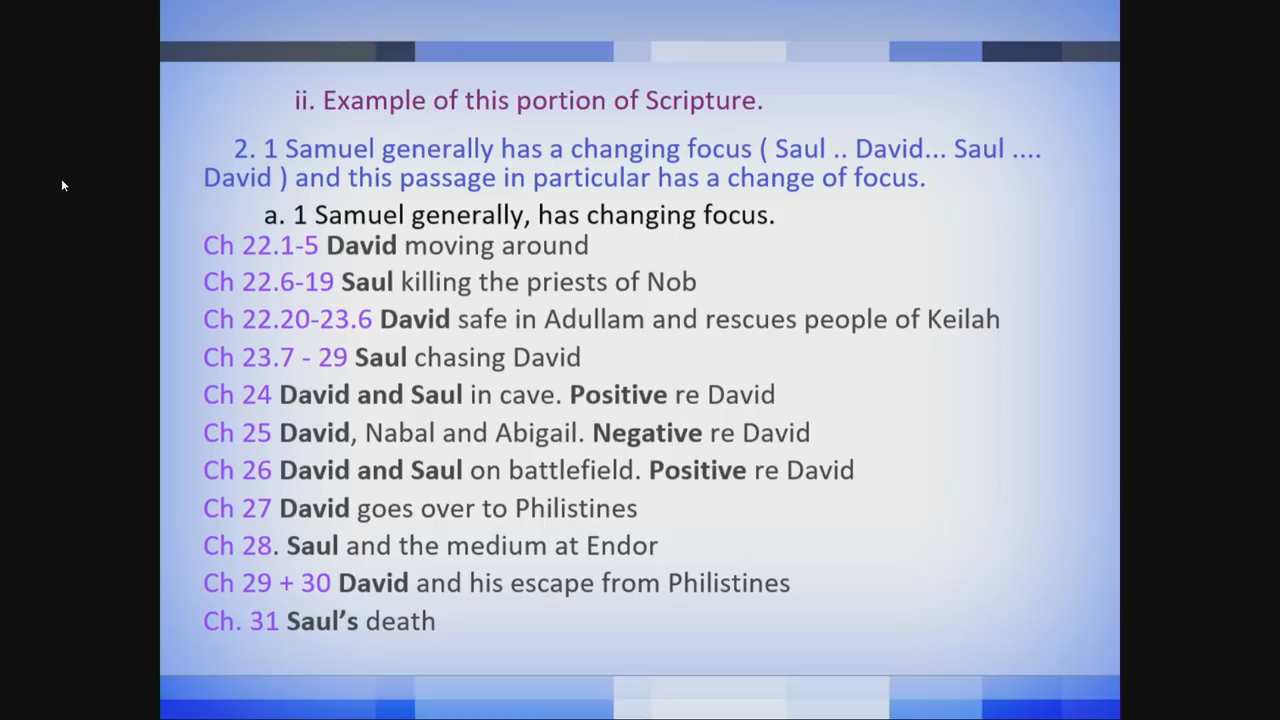 ii. Example of this portion of Scripture.
2. 1 Samuel generally has a changing focus ( Saul .. David... Saul ....
David ) and this passage in particular has a change of focus.
a. 1 Samuel generally, has changing focus.
Ch 22.1-5 David moving around
Ch 22.6-19 Saul killing the priests of Nob
Ch 22.20-23.6 David safe in Adullam and rescues people of Keilah
Ch 23.7 - 29 Saul chasing David
Ch 24 David and Saul in cave. Positive re David
Ch 25 David, Nabal and Abigail. Negative re David
Ch 26 David and Saul on battlefield. Positive re David
Ch 27 David goes over to Philistines
Ch 28. Saul and the medium at Endor
Ch 29 + 30 David and his escape from Philistines
Ch. 31 Saul’s death